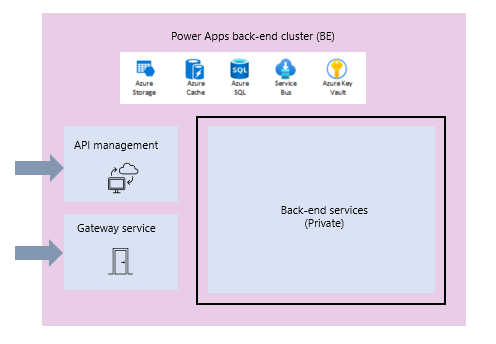 Power Apps back-end cluster (BE)
Azure Storage
Azure Cache
SQL
Azure SQL
Service Bus
Azure Key Vault
API management
Gateway service
Back-end services
(Private)